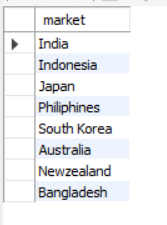 market
India
Indonesia
Japan
Philiphines
South Korea
Australia
Newzealand
Bangladesh